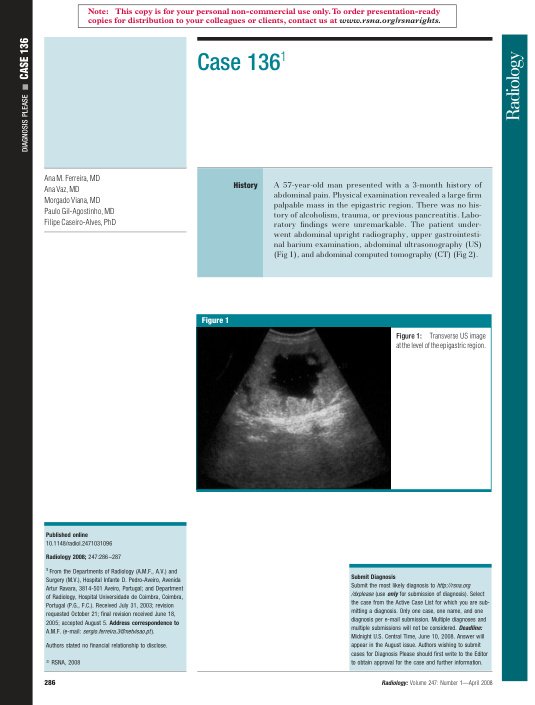 Note: This copy is for your personal non-commercial use only. To order presentation-ready
copies for distribution to your colleagues or clients, contact us at www.rsna.org/rsnarights.
DIAGNOSIS PLEASE ■ CASE 136
Radiology
Case 136¹
Ana M. Ferreira, MD
Ana Vaz, MD
Morgado Viana, MD
Paulo Gil-Agostinho, MD
Filipe Caseiro-Alves, PhD
History
A 57-year-old man presented with a 3-month history of
abdominal pain. Physical examination revealed a large firm
palpable mass in the epigastric region. There was no his-
tory of alcoholism, trauma, or previous pancreatitis. Labo-
ratory findings were unremarkable. The patient under-
went abdominal upright radiography, upper gastrointesti-
nal barium examination, abdominal ultrasonography (US)
(Fig 1), and abdominal computed tomography (CT) (Fig 2).
Figure 1
Figure 1: Transverse US image
at the level of the epigastric region.
Published online
10.1148/radiol.2471031096
Radiology 2008; 247:286–287
¹ From the Departments of Radiology (A.M.F., A.V.) and
Surgery (M.V.), Hospital Infante D. Pedro-Aveiro, Avenida
Artur Ravara, 3814-501 Aveiro, Portugal; and Department
of Radiology, Hospital Universidade de Coimbra, Coimbra,
Portugal (P.G., F.C.). Received July 31, 2003; revision
requested October 21; final revision received June 18,
2005; accepted August 5. Address correspondence to
A.M.F. (e-mail: sergio.ferreira.3@netvisao.pt).
Authors stated no financial relationship to disclose.
© RSNA, 2008
Submit Diagnosis
Submit the most likely diagnosis to http://rsna.org
/dxplease (use only for submission of diagnosis). Select
the case from the Active Case List for which you are sub-
mitting a diagnosis. Only one case, one name, and one
diagnosis per e-mail submission. Multiple diagnoses and
multiple submissions will not be considered. Deadline:
Midnight U.S. Central Time, June 10, 2008. Answer will
appear in the August issue. Authors wishing to submit
cases for Diagnosis Please should first write to the Editor
to obtain approval for the case and further information.
286
Radiology: Volume 247: Number 1—April 2008